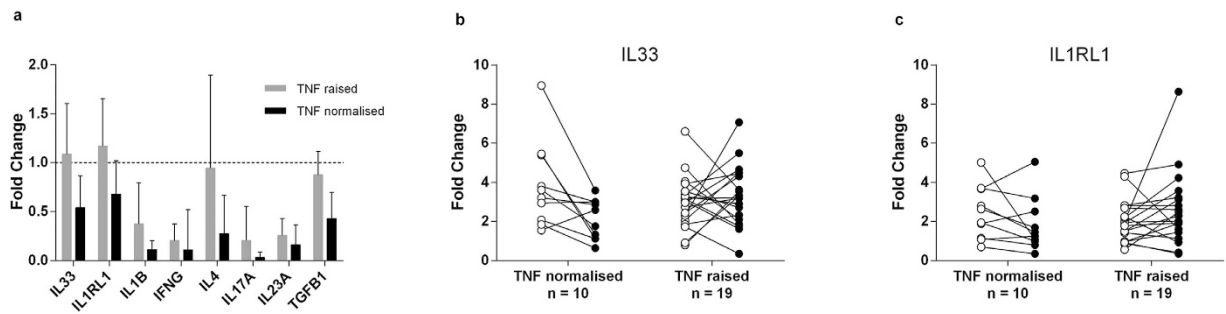 a
2.0
1.5
1.0
0.5
0.0
Fold Change
TNF raised
TNF normalised
IL33
IL1RL1
IL1B
IFNG
IL4
IL17A
IL23A
TGFB1
b
IL33
10
8
6
4
2
0
Fold Change
TNF normalised
n = 10
TNF raised
n = 19
c
IL1RL1
10
8
6
4
2
0
Fold Change
TNF normalised
n = 10
TNF raised
n = 19